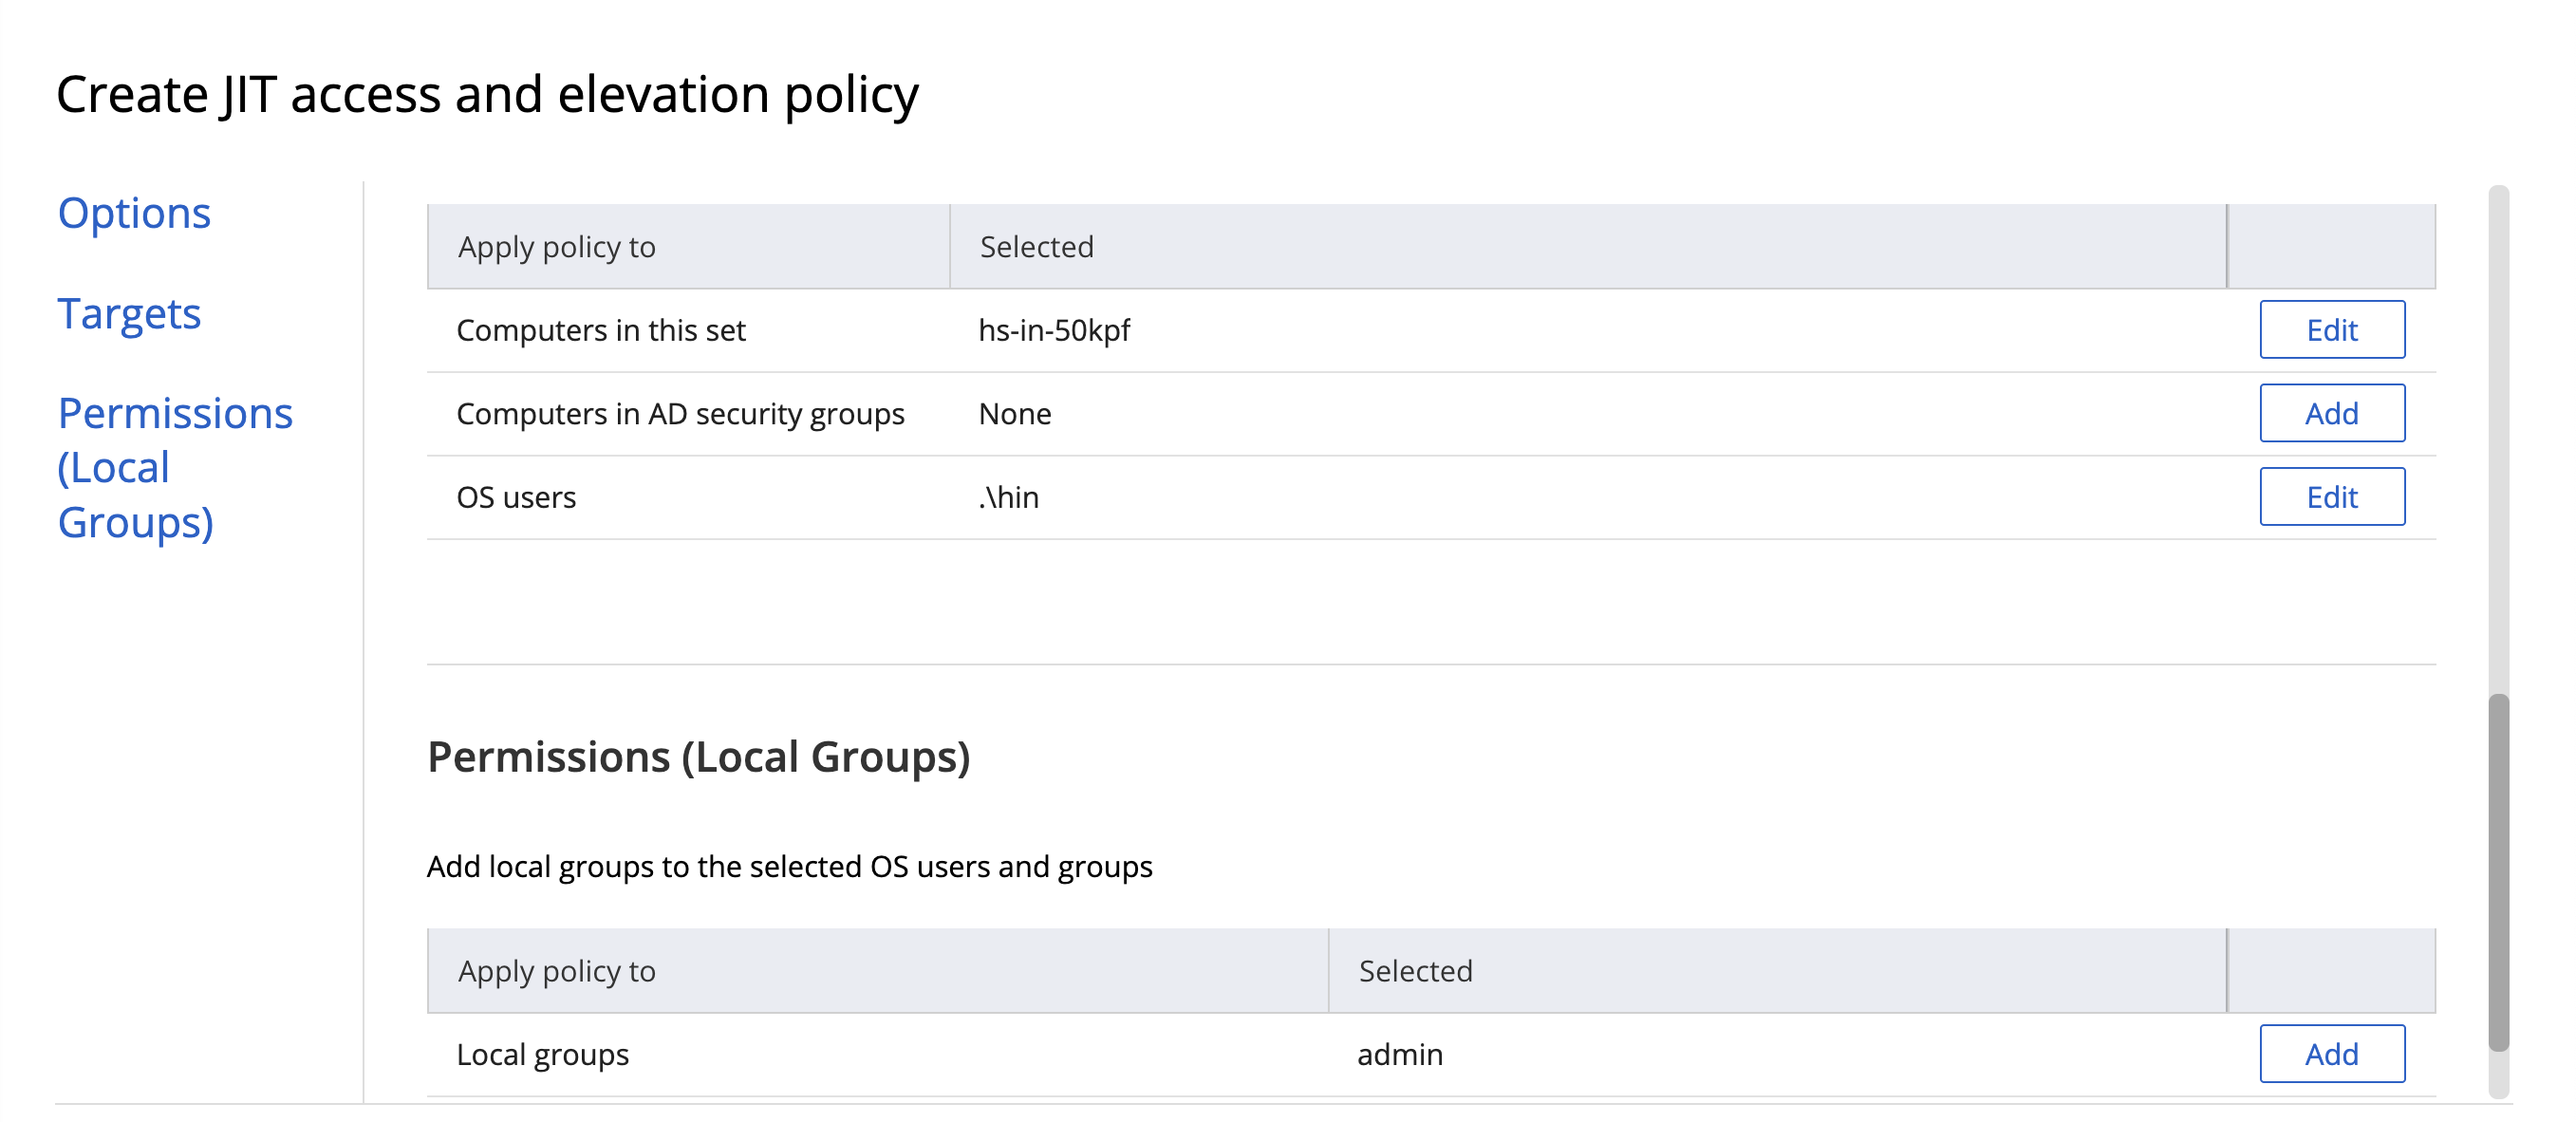 Create JIT access and elevation policy
Options
Targets
Permissions
(Local
Groups)
Apply policy to Selected
Computers in this set hs-in-50kpf Edit
Computers in AD security groups None Add
OS users .\hin Edit
Permissions (Local Groups)
Add local groups to the selected OS users and groups
Apply policy to Selected
Local groups admin Add